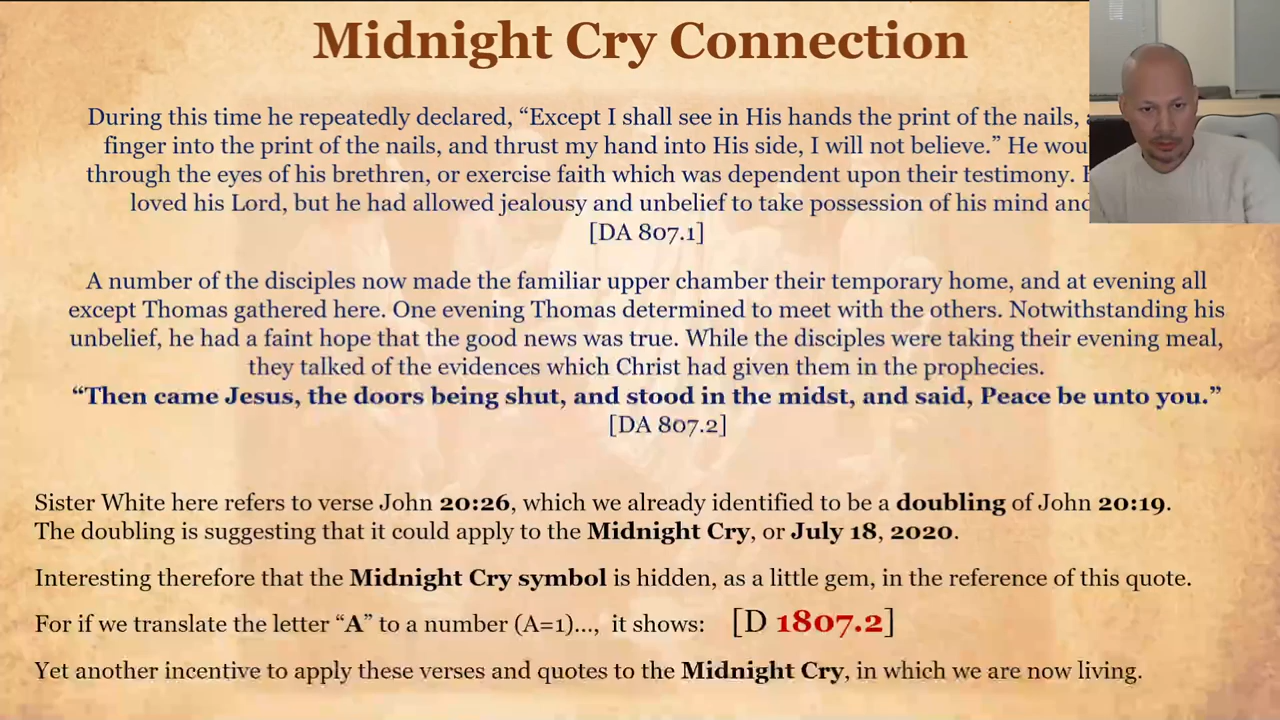 Midnight Cry Connection
During this time he repeatedly declared, “Except I shall see in His hands the print of the nails,
finger into the print of the nails, and thrust my hand into His side, I will not believe.” He wou
through the eyes of his brethren, or exercise faith which was dependent upon their testimony.
loved his Lord, but he had allowed jealousy and unbelief to take possession of his mind and
[DA 807.1]
A number of the disciples now made the familiar upper chamber their temporary home, and at evening all
except Thomas gathered here. One evening Thomas determined to meet with the others. Notwithstanding his
unbelief, he had a faint hope that the good news was true. While the disciples were taking their evening meal,
they talked of the evidences which Christ had given them in the prophecies.
“Then came Jesus, the doors being shut, and stood in the midst, and said, Peace be unto you.”
[DA 807.2]
Sister White here refers to verse John 20:26, which we already identified to be a doubling of John 20:19.
The doubling is suggesting that it could apply to the Midnight Cry, or July 18, 2020.
Interesting therefore that the Midnight Cry symbol is hidden, as a little gem, in the reference of this quote.
For if we translate the letter “A” to a number (A=1)..., it shows: [D 1807.2]
Yet another incentive to apply these verses and quotes to the Midnight Cry, in which we are now living.